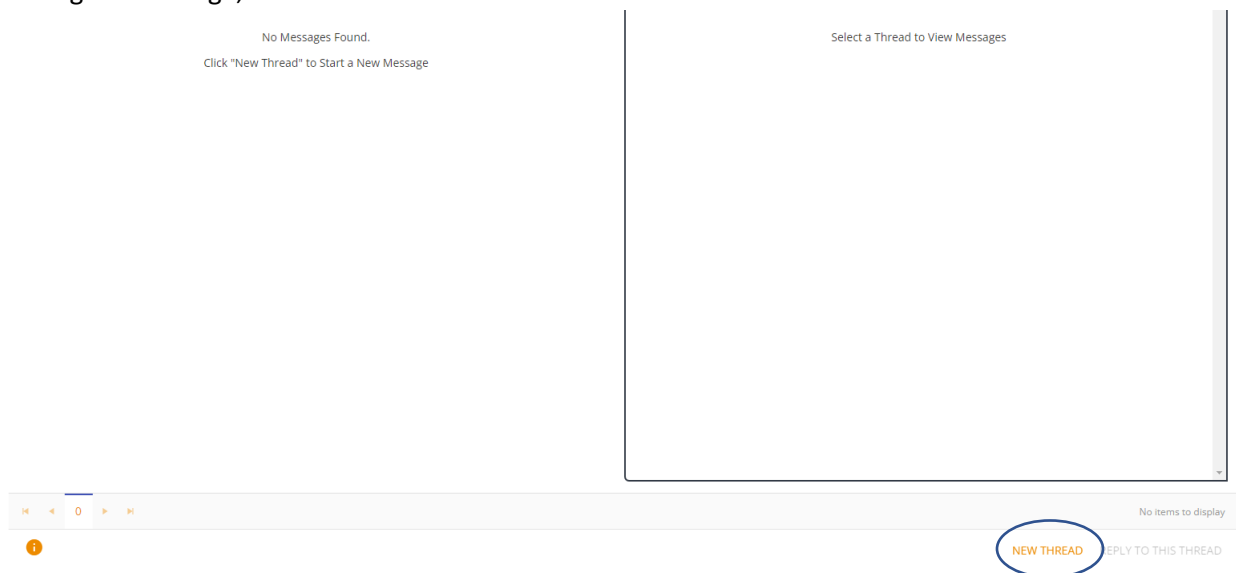 No Messages Found.
Click "New Thread" to Start a New Message
Select a Thread to View Messages
0
No items to display
NEW THREAD
EPLY TO THIS THREAD